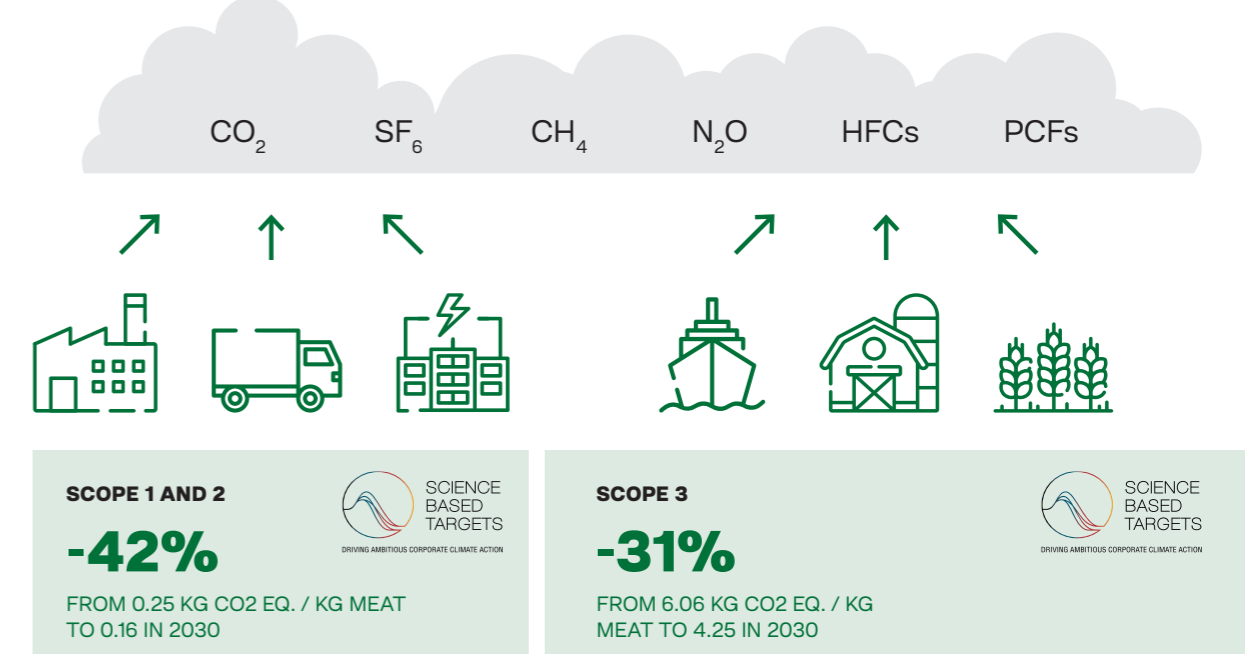 CO₂ SF₆ CH₄ N₂O HFCs PCFs
SCOPE 1 AND 2
-42%
FROM 0.25 KG CO2 EQ. / KG MEAT
TO 0.16 IN 2030
SCIENCE
BASED
TARGETS
DRIVING AMBITIOUS CORPORATE CLIMATE ACTION
SCOPE 3
-31%
FROM 6.06 KG CO2 EQ. / KG
MEAT TO 4.25 IN 2030
SCIENCE
BASED
TARGETS
DRIVING AMBITIOUS CORPORATE CLIMATE ACTION